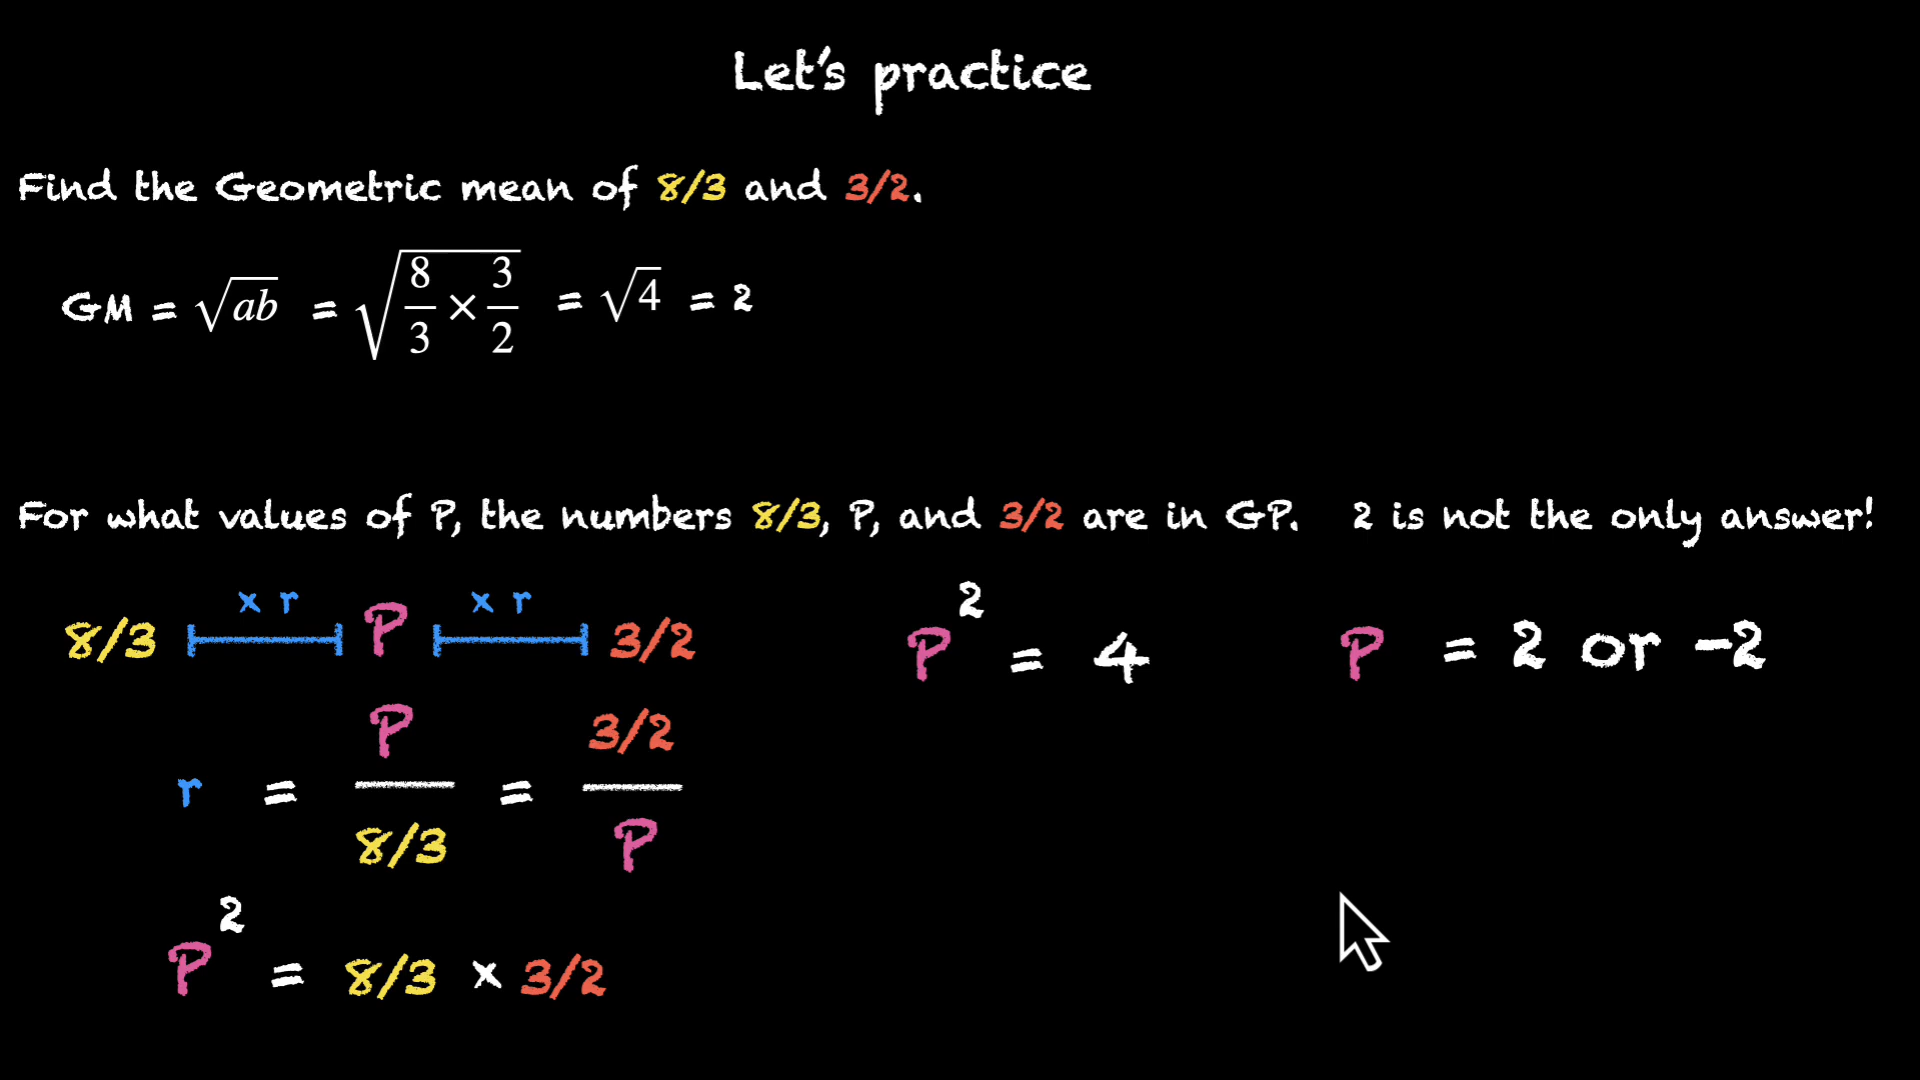 Let's practice
Find the Geometric mean of 8/3 and 3/2.
GM = √ab = √8/3 × 3/2 = √4 = 2
For what values of P, the numbers 8/3, P, and 3/2 are in GP. 2 is not the only answer!
x r x r
8/3 P 3/2
r = P/8/3 = 3/2/P
P² = 8/3 x 3/2
P² = 4
P = 2 or -2